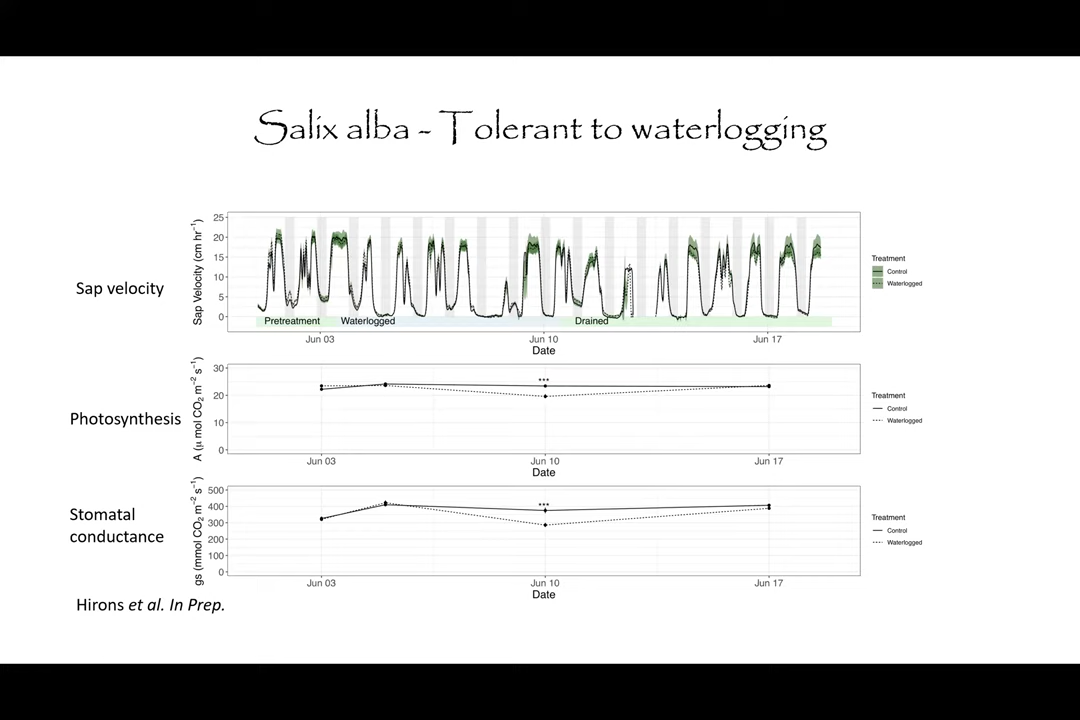 Salix alba - Tolerant to waterlogging
Sap velocity
Sap Velocity (cm hr⁻¹)
25
20
15
10
5
0
Pretreatment
Waterlogged
Drained
Jun 03
Jun 10
Jun 17
Date
Treatment
Control
Waterlogged
Photosynthesis
A (μ mol CO₂ m⁻² s⁻¹)
30
20
10
0
***
Jun 03
Jun 10
Jun 17
Date
Treatment
Control
Waterlogged
Stomatal
conductance
gs (mmol CO₂ m⁻² s⁻¹)
500
400
300
200
100
0
***
Jun 03
Jun 10
Jun 17
Date
Treatment
Control
Waterlogged
Hirons et al. In Prep.